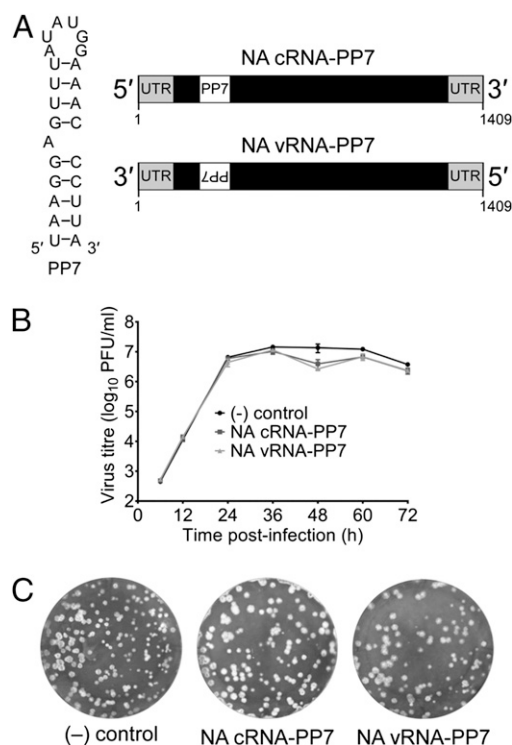 A
A U
U G
A G
U–A
U–A
U–A
G–C
A
G–C
G–C
A–U
A–U
5′ U–A 3′
PP7
NA cRNA-PP7
5′ UTR PP7 UTR 3′
1 1409
NA vRNA-PP7
3′ UTR PP7 UTR 5′
1 1409
B
Virus titre (log10 PFU/ml)
10
9
8
7
6
5
4
3
2
0 12 24 36 48 60 72
Time post-infection (h)
(-) control
NA cRNA-PP7
NA vRNA-PP7
C
(–) control
NA cRNA-PP7
NA vRNA-PP7